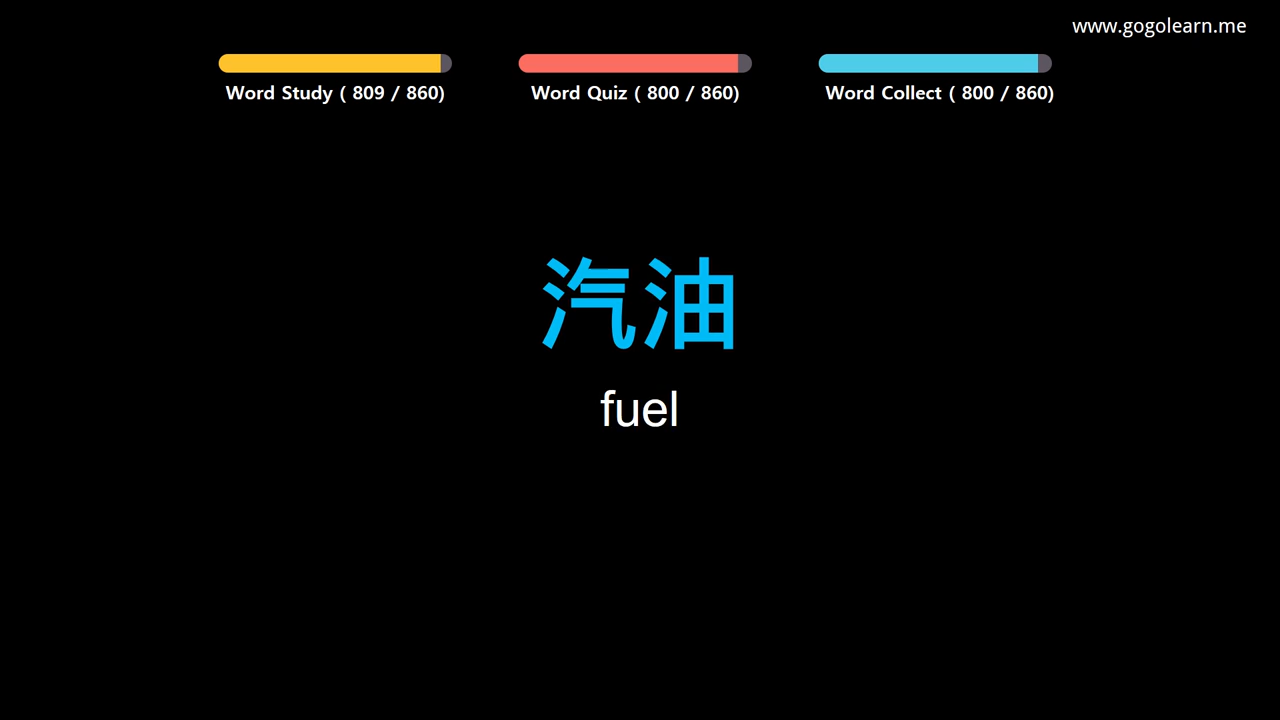 www.gogolearn.me
Word Study ( 809 / 860)
Word Quiz ( 800 / 860)
Word Collect ( 800 / 860)
汽油
fuel